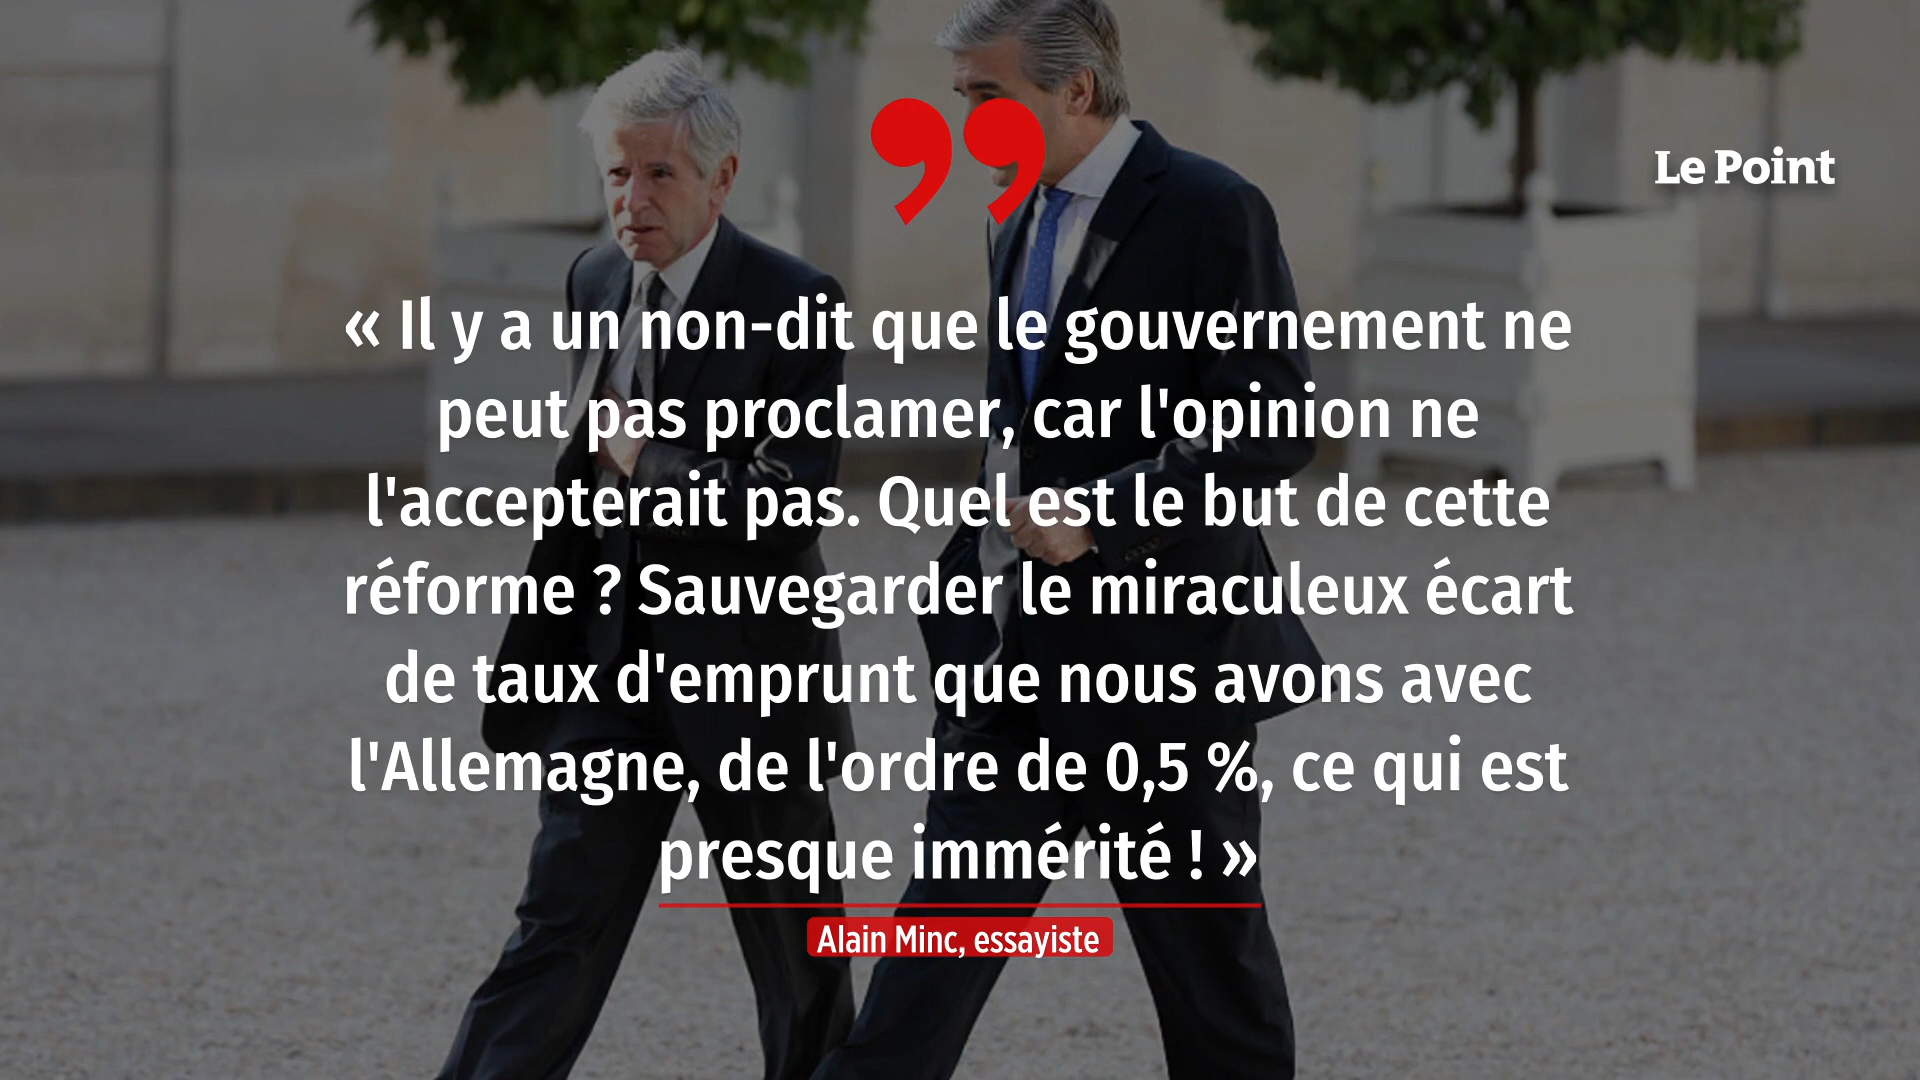 Le Point
« Il y a un non-dit que le gouvernement ne
peut pas proclamer, car l'opinion ne
l'accepterait pas. Quel est le but de cette
réforme ? Sauvegarder le miraculeux écart
de taux d'emprunt que nous avons avec
l'Allemagne, de l'ordre de 0,5 %, ce qui est
presque immérité ! »
Alain Minc, essayiste